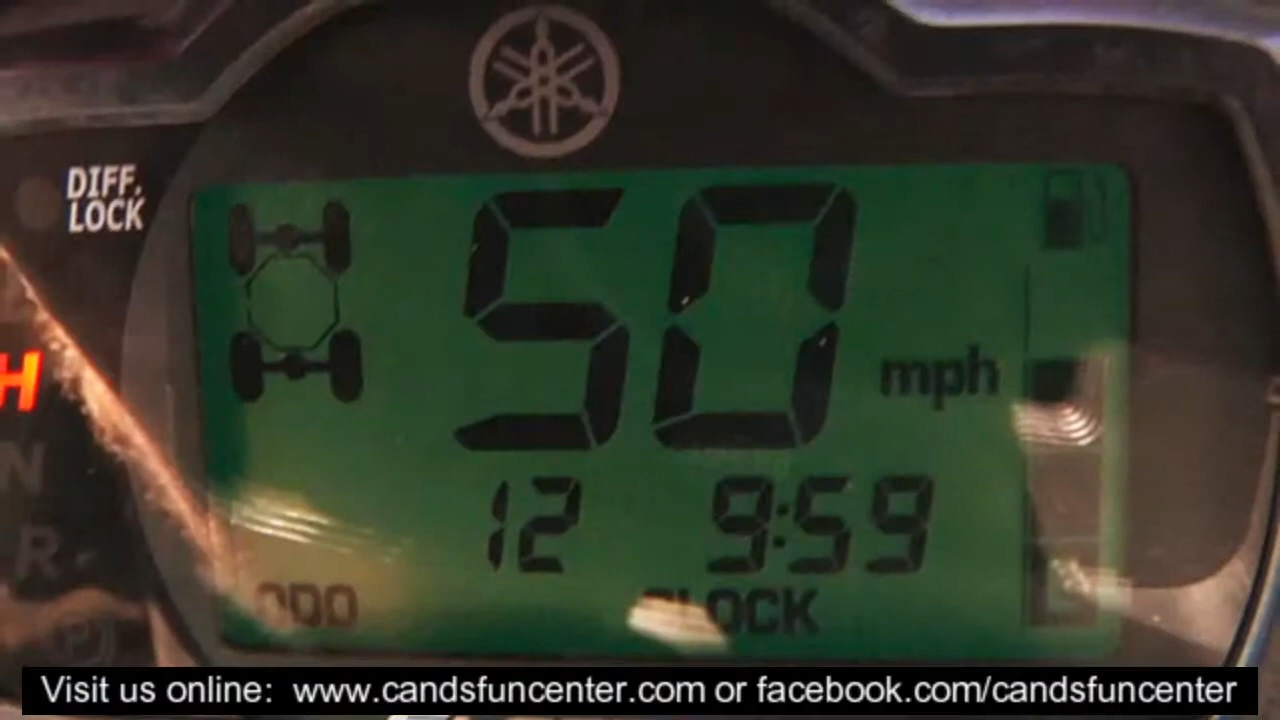 DIFF.
LOCK
50 mph
H
N
R
P
12 9:59
ODO CLOCK
Visit us online: www.candsfuncenter.com or facebook.com/candsfuncenter